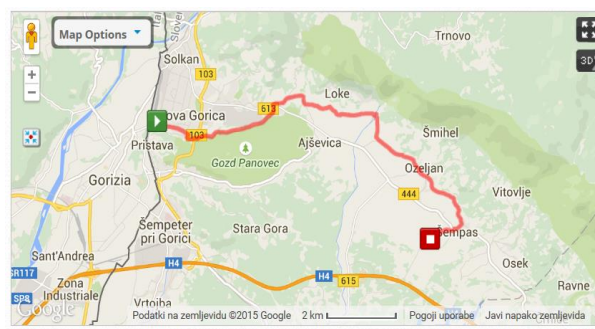 Map Options
3D
Trnovo
Solkan
103
Loke
613
ova Gorica
103
Šmihel
Pristava
Ajševica
Gozd Panovec
Ozeljan
Gorizia
444
Vitovlje
Šempeter
pri Gorici
Stara Gora
Šempas
Sant'Andrea
H4
Osek
SR117
Zona
Industriale
H4
615
Ravne
SP8
Google
Vrtojba
Podatki na zemljevidu ©2015 Google
2 km
Pogoji uporabe
Javi napako zemljevida